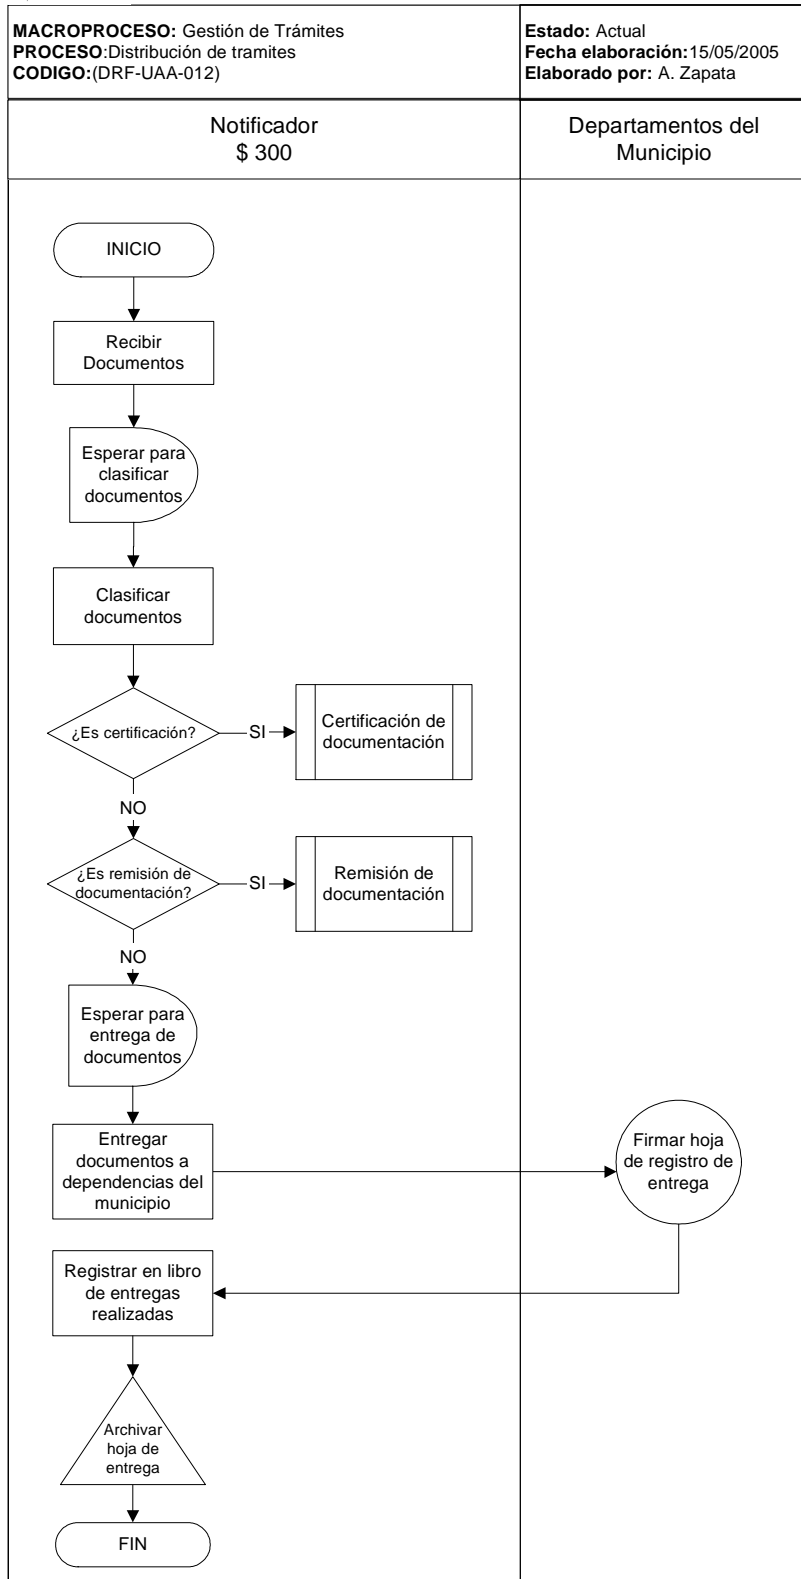 MACROPROCESO: Gestión de Trámites
PROCESO:Distribución de tramites
CODIGO:(DRF-UAA-012)
Estado: Actual
Fecha elaboración:15/05/2005
Elaborado por: A. Zapata
Notificador
$ 300
Departamentos del
Municipio
INICIO
Recibir
Documentos
Esperar para
clasificar
documentos
Clasificar
documentos
¿Es certificación?
SI
Certificación de
documentación
NO
¿Es remisión de
documentación?
SI
Remisión de
documentación
NO
Esperar para
entrega de
documentos
Entregar
documentos a
dependencias del
municipio
Firmar hoja
de registro de
entrega
Registrar en libro
de entregas
realizadas
Archivar
hoja de
entrega
FIN